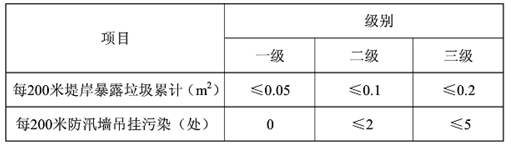 项目 级别
一级 二级 三级
每200米堤岸暴露垃圾累计（m²） ≤0.05 ≤0.1 ≤0.2
每200米防汛墙吊挂污染（处） 0 ≤2 ≤5